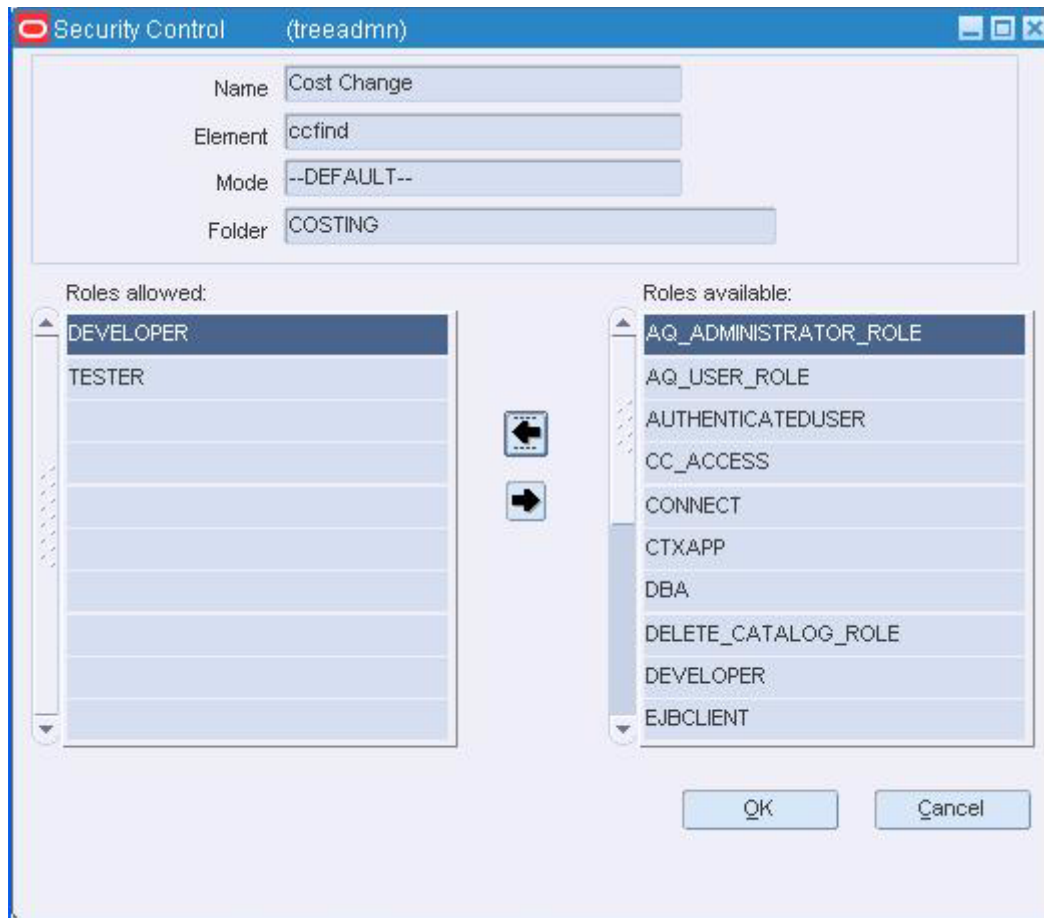 Security Control (treeadmn)
Name Cost Change
Element ccfind
Mode --DEFAULT--
Folder COSTING
Roles allowed:
DEVELOPER
TESTER
Roles available:
AQ_ADMINISTRATOR_ROLE
AQ_USER_ROLE
AUTHENTICATEDUSER
CC_ACCESS
CONNECT
CTXAPP
DBA
DELETE_CATALOG_ROLE
DEVELOPER
EJBCLIENT
OK Cancel